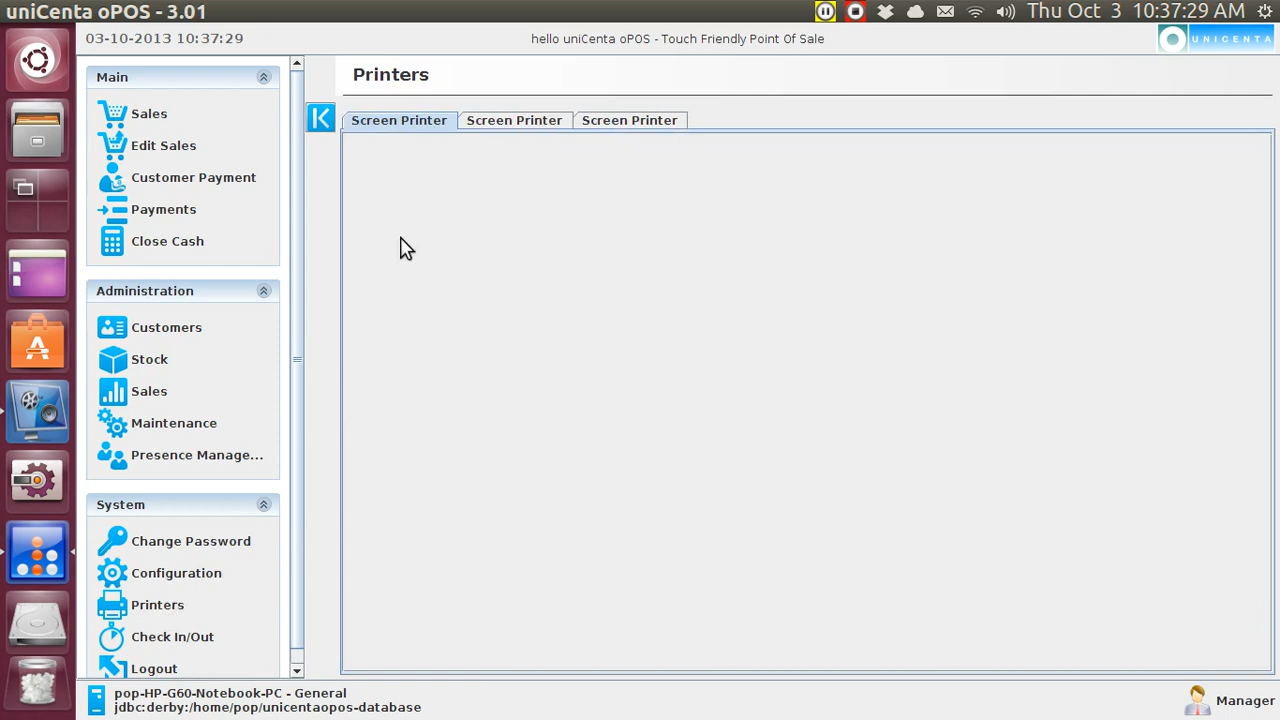 uniCenta oPOS - 3.01
Thu Oct 3 10:37:29 AM
03-10-2013 10:37:29
hello uniCenta oPOS - Touch Friendly Point Of Sale
UNICENTA
Main
Sales
Edit Sales
Customer Payment
Payments
Close Cash
Administration
Customers
Stock
Sales
Maintenance
Presence Manage...
System
Change Password
Configuration
Printers
Check In/Out
Logout
Printers
Screen Printer
Screen Printer
Screen Printer
pop-HP-G60-Notebook-PC - General
jdbc:derby:/home/pop/unicentaopos-database
Manager